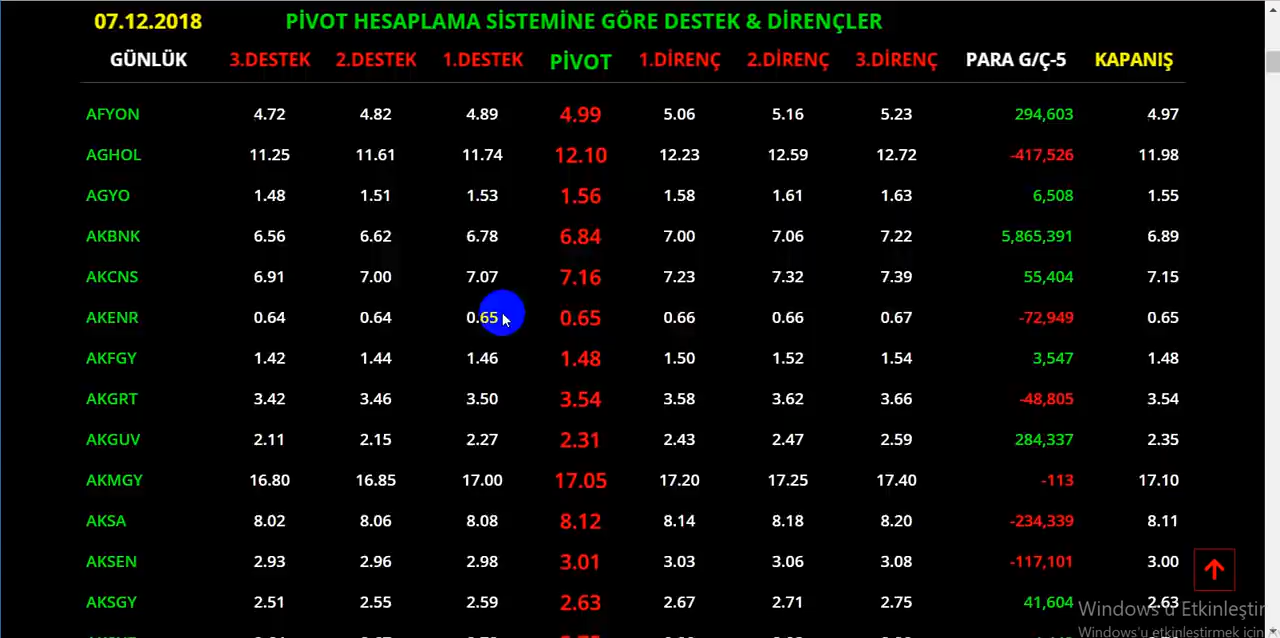 07.12.2018 PİVOT HESAPLAMA SİSTEMİNE GÖRE DESTEK & DİRENÇLER
GÜNLÜK 3.DESTEK 2.DESTEK 1.DESTEK PİVOT 1.DİRENÇ 2.DİRENÇ 3.DİRENÇ PARA G/Ç-5 KAPANIŞ
AFYON 4.72 4.82 4.89 4.99 5.06 5.16 5.23 294,603 4.97
AGHOL 11.25 11.61 11.74 12.10 12.23 12.59 12.72 -417,526 11.98
AGYO 1.48 1.51 1.53 1.56 1.58 1.61 1.63 6,508 1.55
AKBNK 6.56 6.62 6.78 6.84 7.00 7.06 7.22 5,865,391 6.89
AKCNS 6.91 7.00 7.07 7.16 7.23 7.32 7.39 55,404 7.15
AKENR 0.64 0.64 0.65 0.65 0.66 0.66 0.67 -72,949 0.65
AKFGY 1.42 1.44 1.46 1.48 1.50 1.52 1.54 3,547 1.48
AKGRT 3.42 3.46 3.50 3.54 3.58 3.62 3.66 -48,805 3.54
AKGUV 2.11 2.15 2.27 2.31 2.43 2.47 2.59 284,337 2.35
AKMGY 16.80 16.85 17.00 17.05 17.20 17.25 17.40 -113 17.10
AKSA 8.02 8.06 8.08 8.12 8.14 8.18 8.20 -234,339 8.11
AKSEN 2.93 2.96 2.98 3.01 3.03 3.06 3.08 -117,101 3.00
AKSGY 2.51 2.55 2.59 2.63 2.67 2.71 2.75 41,604 2.63
Windows'u Etkinleştir
Windows'u etkinleştirmek için